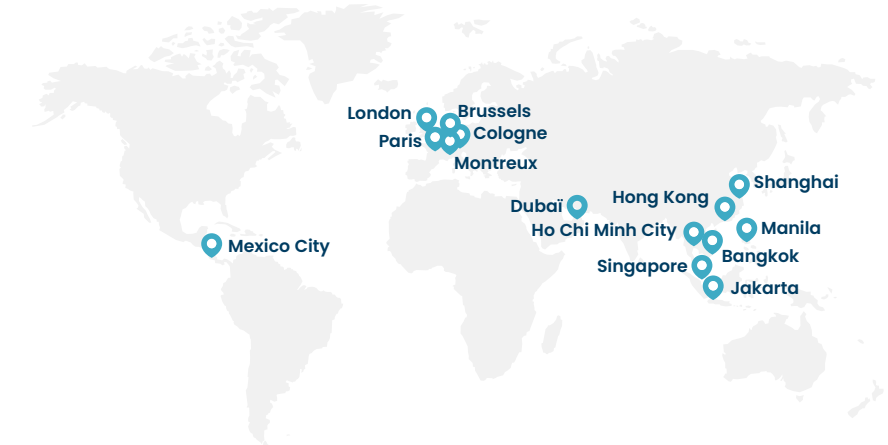 London
Brussels
Paris
Cologne
Montreux
Shanghai
Hong Kong
Dubaï
Ho Chi Minh City
Manila
Mexico City
Bangkok
Singapore
Jakarta